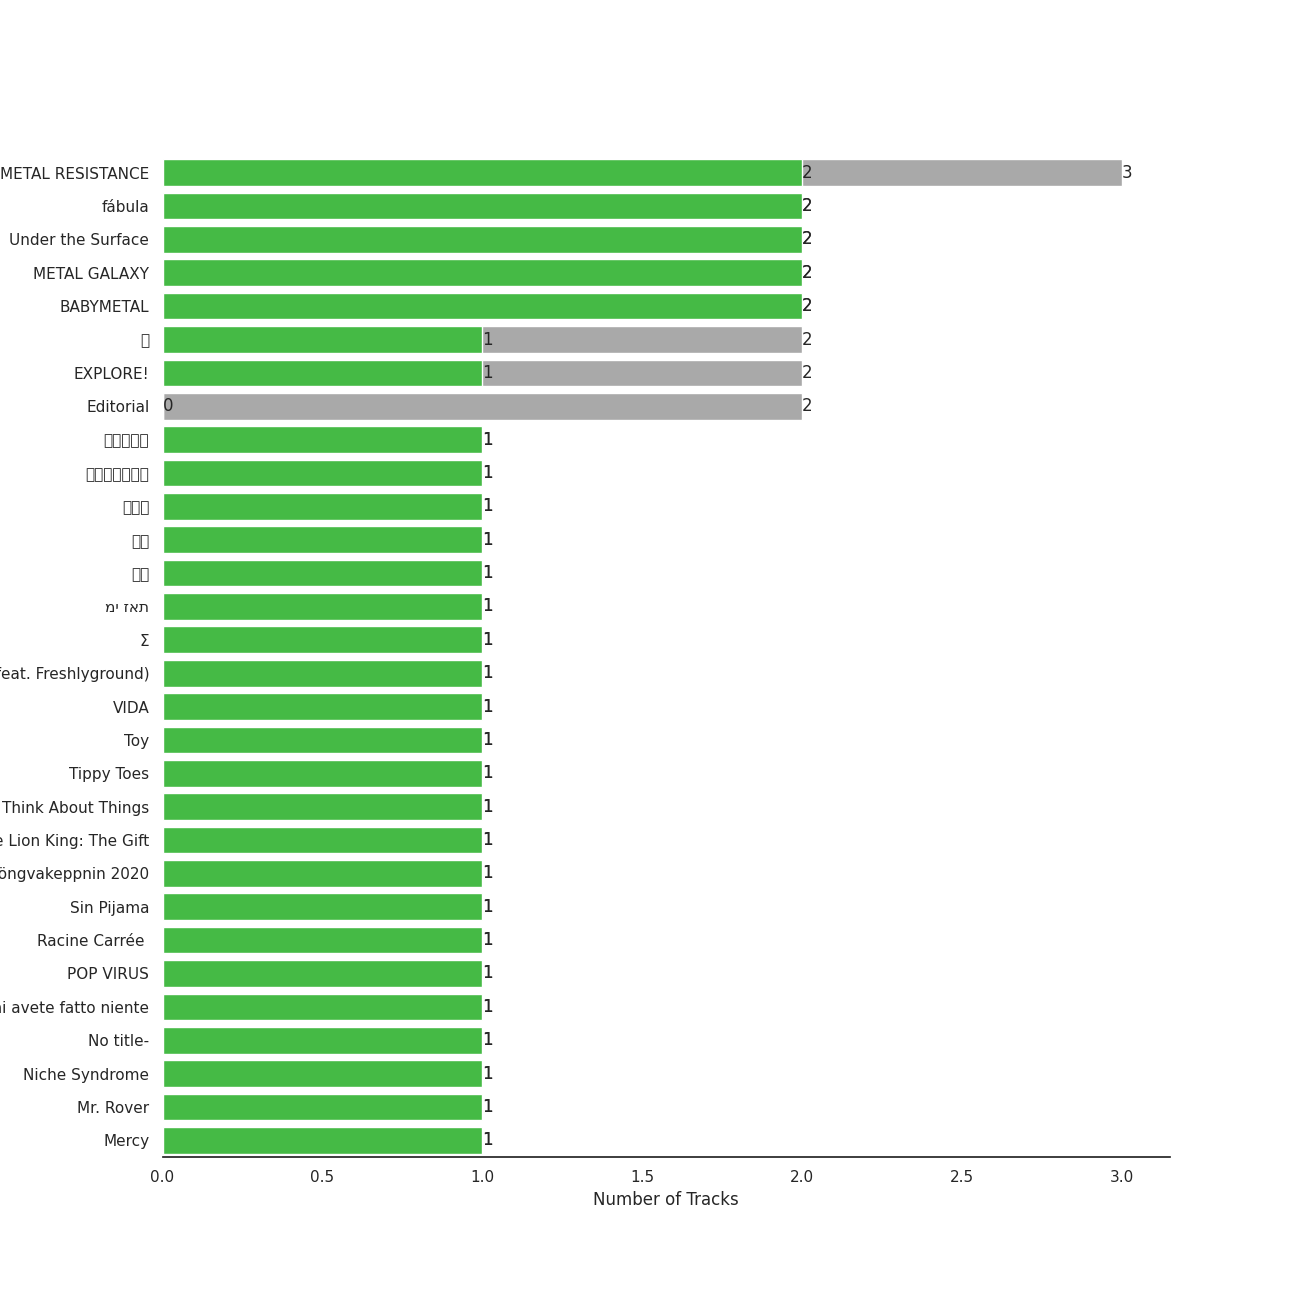 METAL RESISTANCE 2 3
fábula 2
Under the Surface 2
METAL GALAXY 2
BABYMETAL 2
1 2
EXPLORE! 1 2
Editorial 0 2
1
1
1
1
1
מי זאת 1
Σ 1
feat. Freshlyground) 1
VIDA 1
Toy 1
Tippy Toes 1
Think About Things 1
Lion King: The Gift 1
öngvakeppnin 2020 1
Sin Pijama 1
Racine Carrée 1
POP VIRUS 1
avete fatto niente 1
No title- 1
Niche Syndrome 1
Mr. Rover 1
Mercy 1
0.0 0.5 1.0 1.5 2.0 2.5 3.0
Number of Tracks